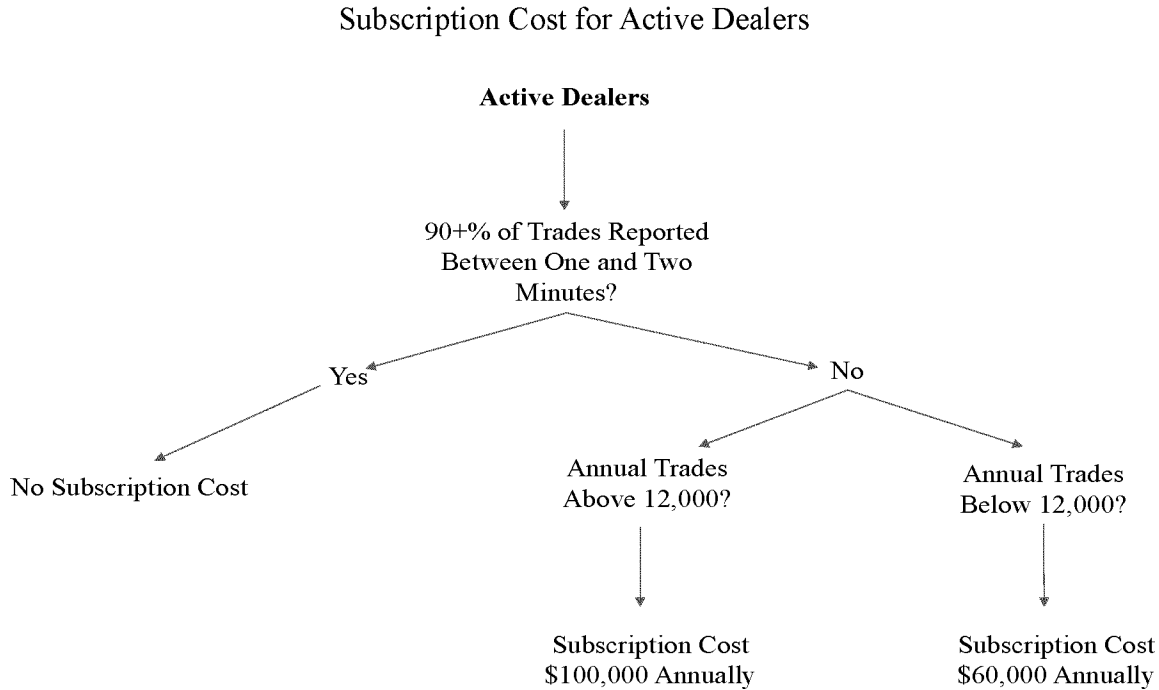 Subscription Cost for Active Dealers
Active Dealers
90+% of Trades Reported
Between One and Two
Minutes?
Yes
No
No Subscription Cost
Annual Trades
Above 12,000?
Annual Trades
Below 12,000?
Subscription Cost
$100,000 Annually
Subscription Cost
$60,000 Annually